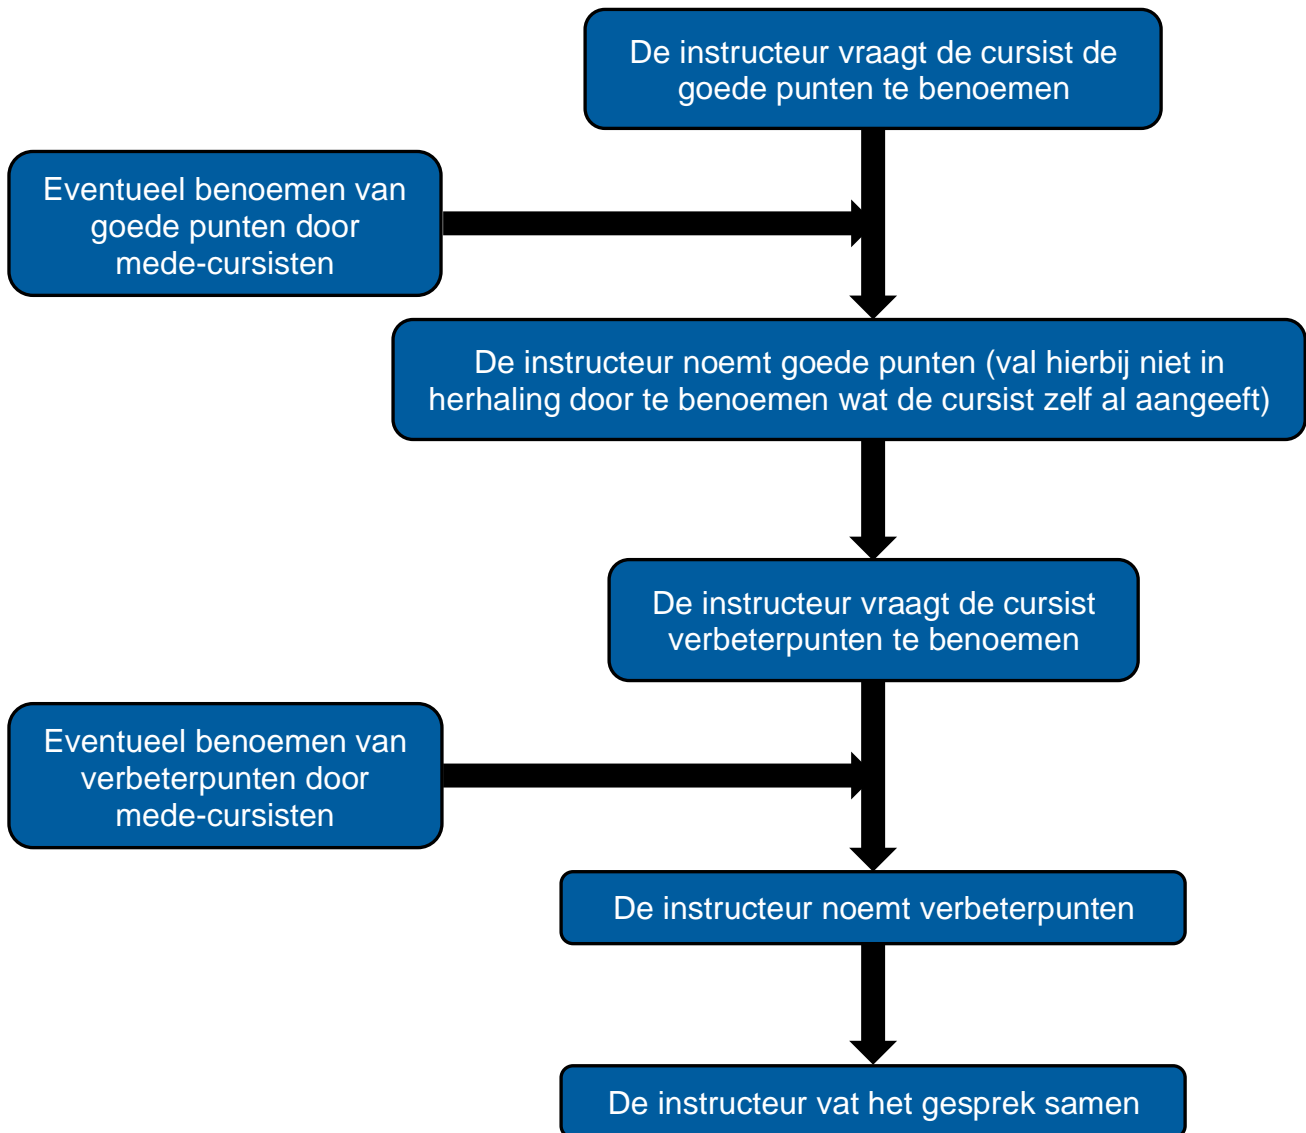 De instructeur vraagt de cursist de
goede punten te benoemen
Eventueel benoemen van
goede punten door
mede-cursisten
De instructeur noemt goede punten (val hierbij niet in
herhaling door te benoemen wat de cursist zelf al aangeeft)
De instructeur vraagt de cursist
verbeterpunten te benoemen
Eventueel benoemen van
verbeterpunten door
mede-cursisten
De instructeur noemt verbeterpunten
De instructeur vat het gesprek samen